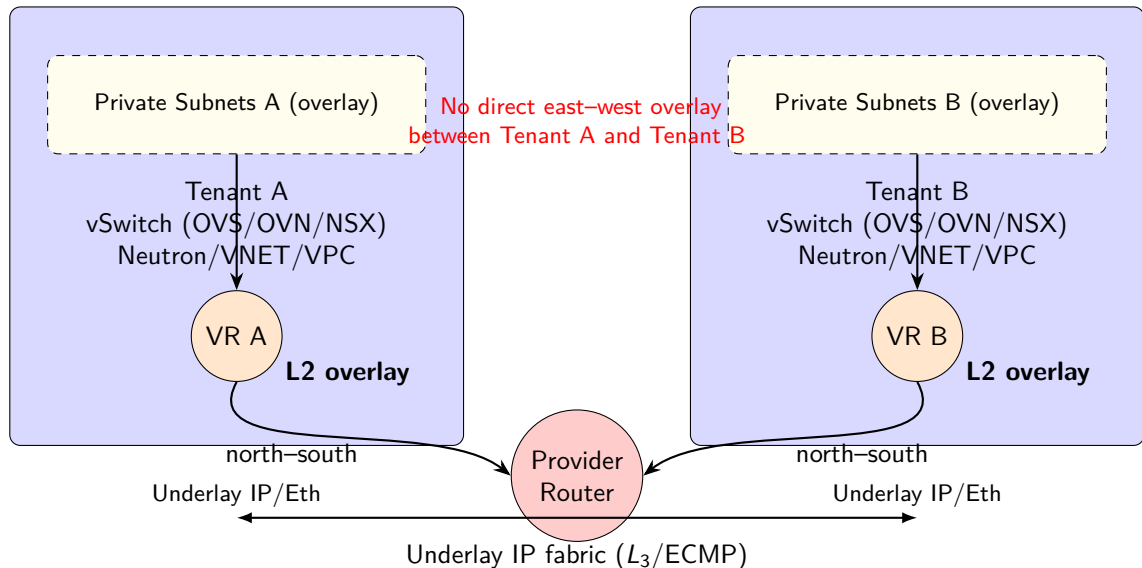 Private Subnets A (overlay)
No direct east–west overlay
between Tenant A and Tenant B
Private Subnets B (overlay)
Tenant A
vSwitch (OVS/OVN/NSX)
Neutron/VNET/VPC
Tenant B
vSwitch (OVS/OVN/NSX)
Neutron/VNET/VPC
VR A
L2 overlay
VR B
L2 overlay
north–south
Provider
Router
north–south
Underlay IP/Eth
Underlay IP/Eth
Underlay IP fabric (L₃/ECMP)